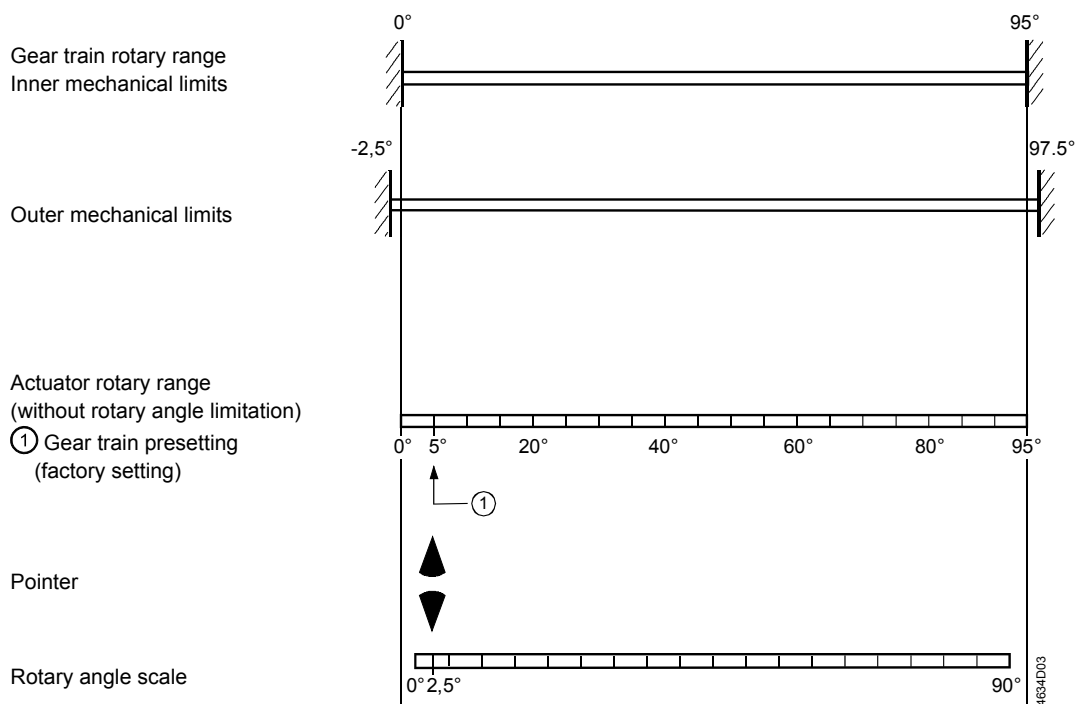 0° 95°
Gear train rotary range
Inner mechanical limits
-2,5° 97.5°
Outer mechanical limits
Actuator rotary range
(without rotary angle limitation)
0° 5° 20° 40° 60° 80° 95°
1 Gear train presetting
(factory setting)
1
Pointer
Rotary angle scale
0° 2,5° 90°
4634D03